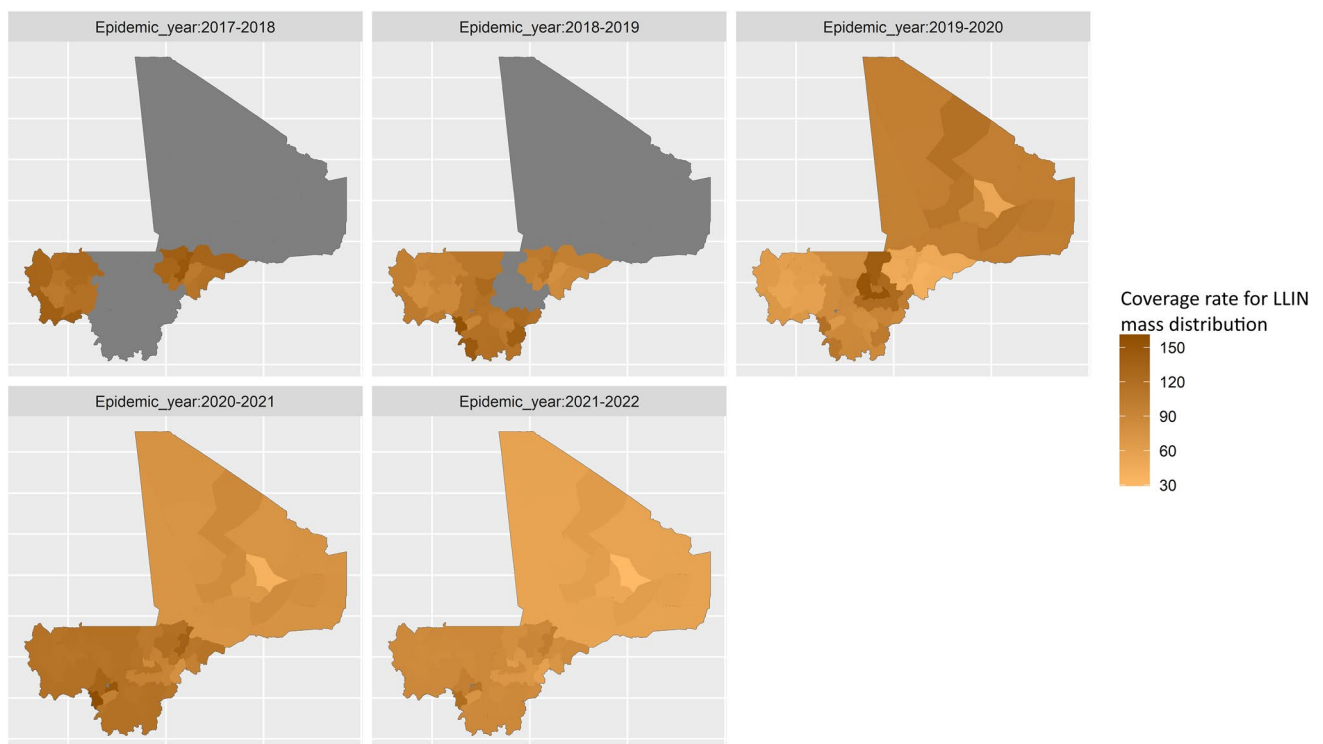 Epidemic_year:2017-2018
Epidemic_year:2018-2019
Epidemic_year:2019-2020
Coverage rate for LLIN
mass distribution
150
120
90
60
30
Epidemic_year:2020-2021
Epidemic_year:2021-2022